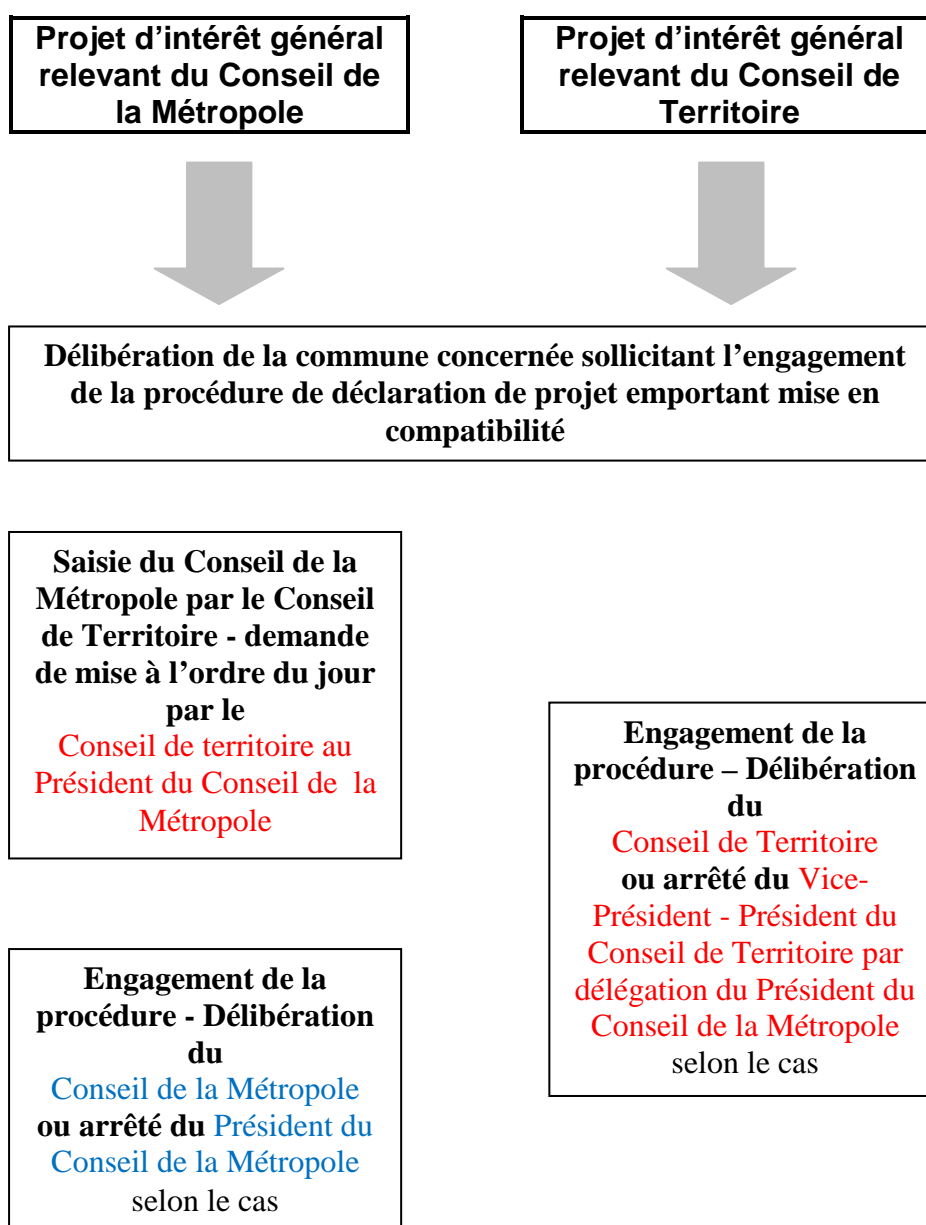 Projet d’intérêt général
relevant du Conseil de
la Métropole
Projet d’intérêt général
relevant du Conseil de
Territoire
Délibération de la commune concernée sollicitant l’engagement
de la procédure de déclaration de projet emportant mise en
compatibilité
Saisie du Conseil de la
Métropole par le Conseil
de Territoire - demande
de mise à l’ordre du jour
par le
Conseil de territoire au
Président du Conseil de la
Métropole
Engagement de la
procédure – Délibération
du
Conseil de Territoire
ou arrêté du Vice-
Président - Président du
Conseil de Territoire par
délégation du Président du
Conseil de la Métropole
selon le cas
Engagement de la
procédure - Délibération
du
Conseil de la Métropole
ou arrêté du Président du
Conseil de la Métropole
selon le cas